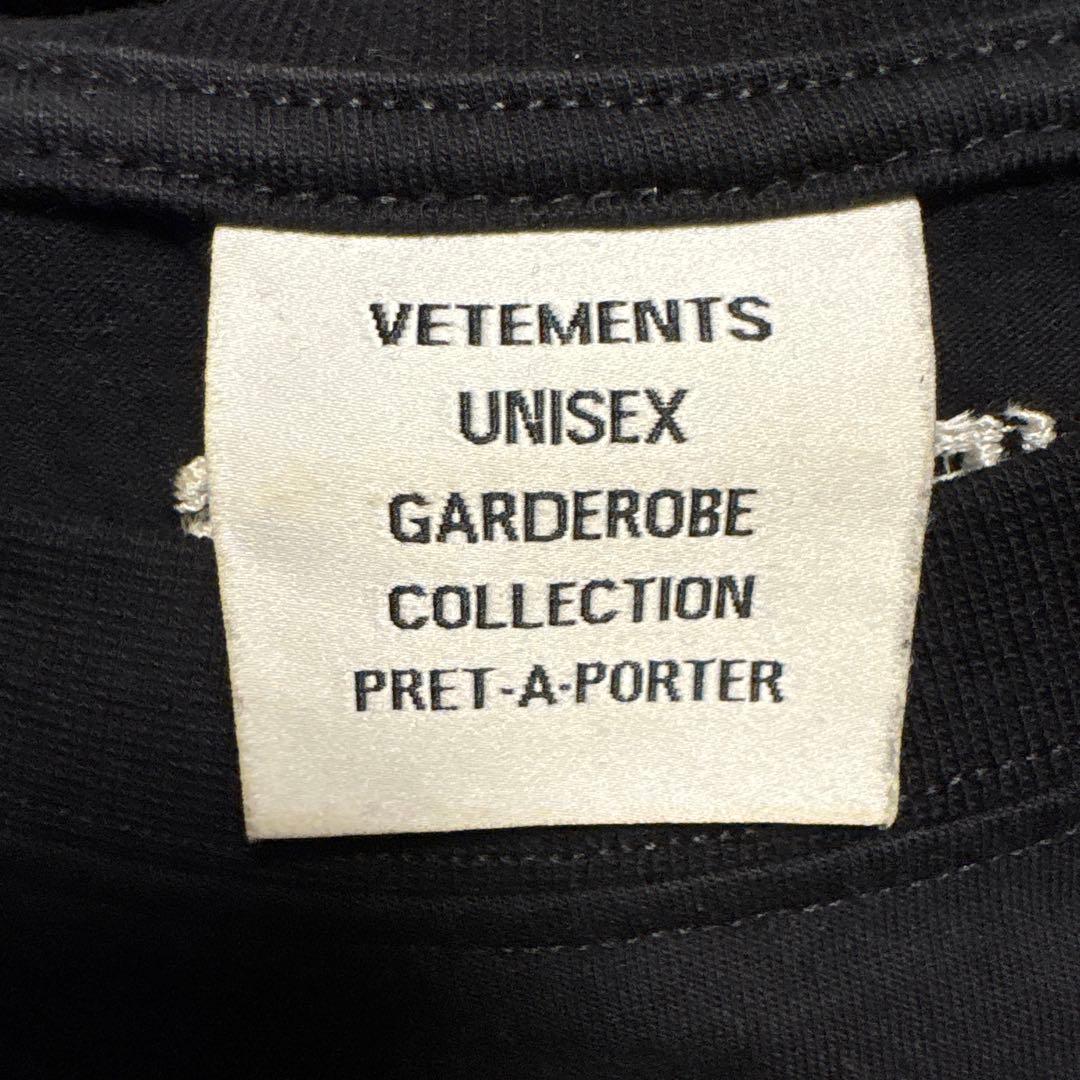 VETEMENTS
UNISEX
GARDEROBE
COLLECTION
PRET-A-PORTER